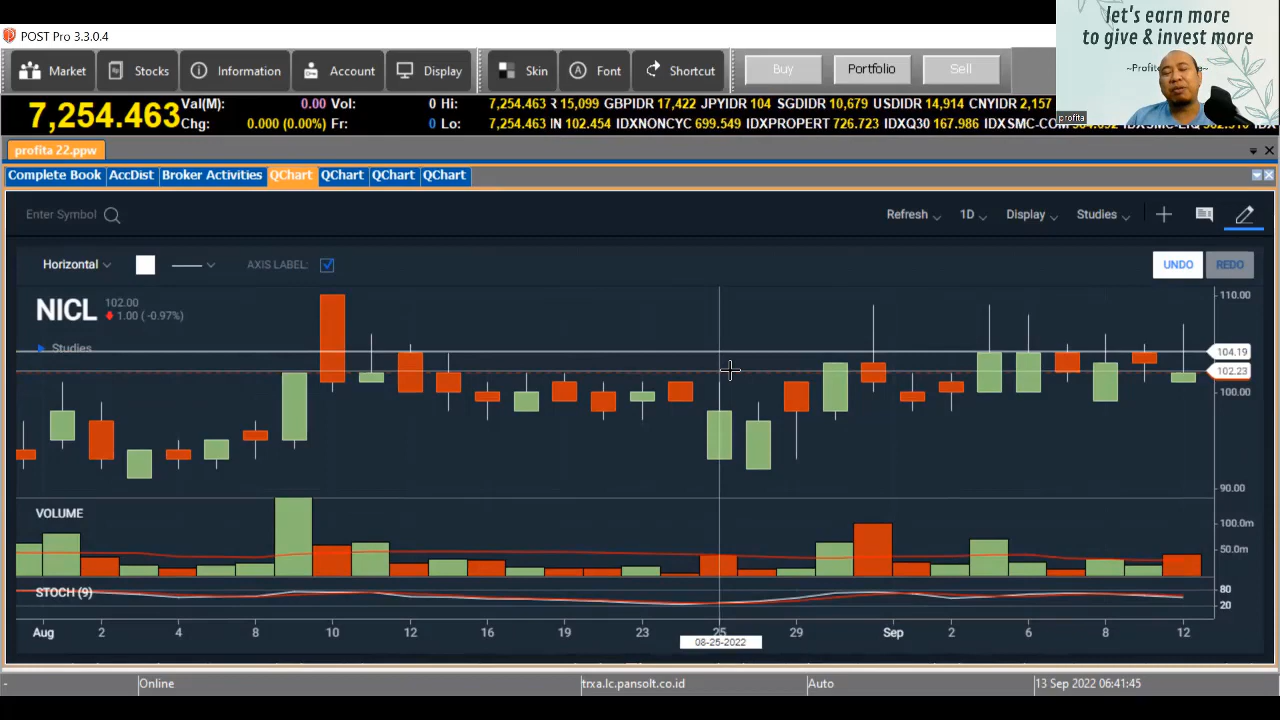 POST Pro 3.3.0.4
let's earn more
to give & invest more
profita
Market Stocks Information Account Display Skin Font Shortcut Buy Portfolio Sell
7,254.463 Val(M): 0.00 Vol: 0 Hi: 7,254.463 R 15,099 GBPIDR 17,422 JPYIDR 104 SGDIDR 10,679 USDIDR 14,914 CNYIDR 2,157
Chg: 0.000 (0.00%) Fr: 0 Lo: 7,254.463 IN 102.454 IDXNONCYC 699.549 IDXPROPERT 726.723 IDXQ30 167.986
profita 22.ppw
Complete Book AccDist Broker Activities QChart QChart QChart QChart
Enter Symbol Refresh 1D Display Studies
Horizontal AXIS LABEL: UNDO REDO
NICL 102.00
1.00 ( -0.97%)
Studies
110.00
104.19
102.23
100.00
90.00
VOLUME
100.0m
50.0m
STOCH (9)
80
20
Aug 2 4 8 10 12 16 19 23 25 29 Sep 2 6 8 12
08-25-2022
- Online trxa.lc.pansolt.co.id Auto 13 Sep 2022 06:41:45